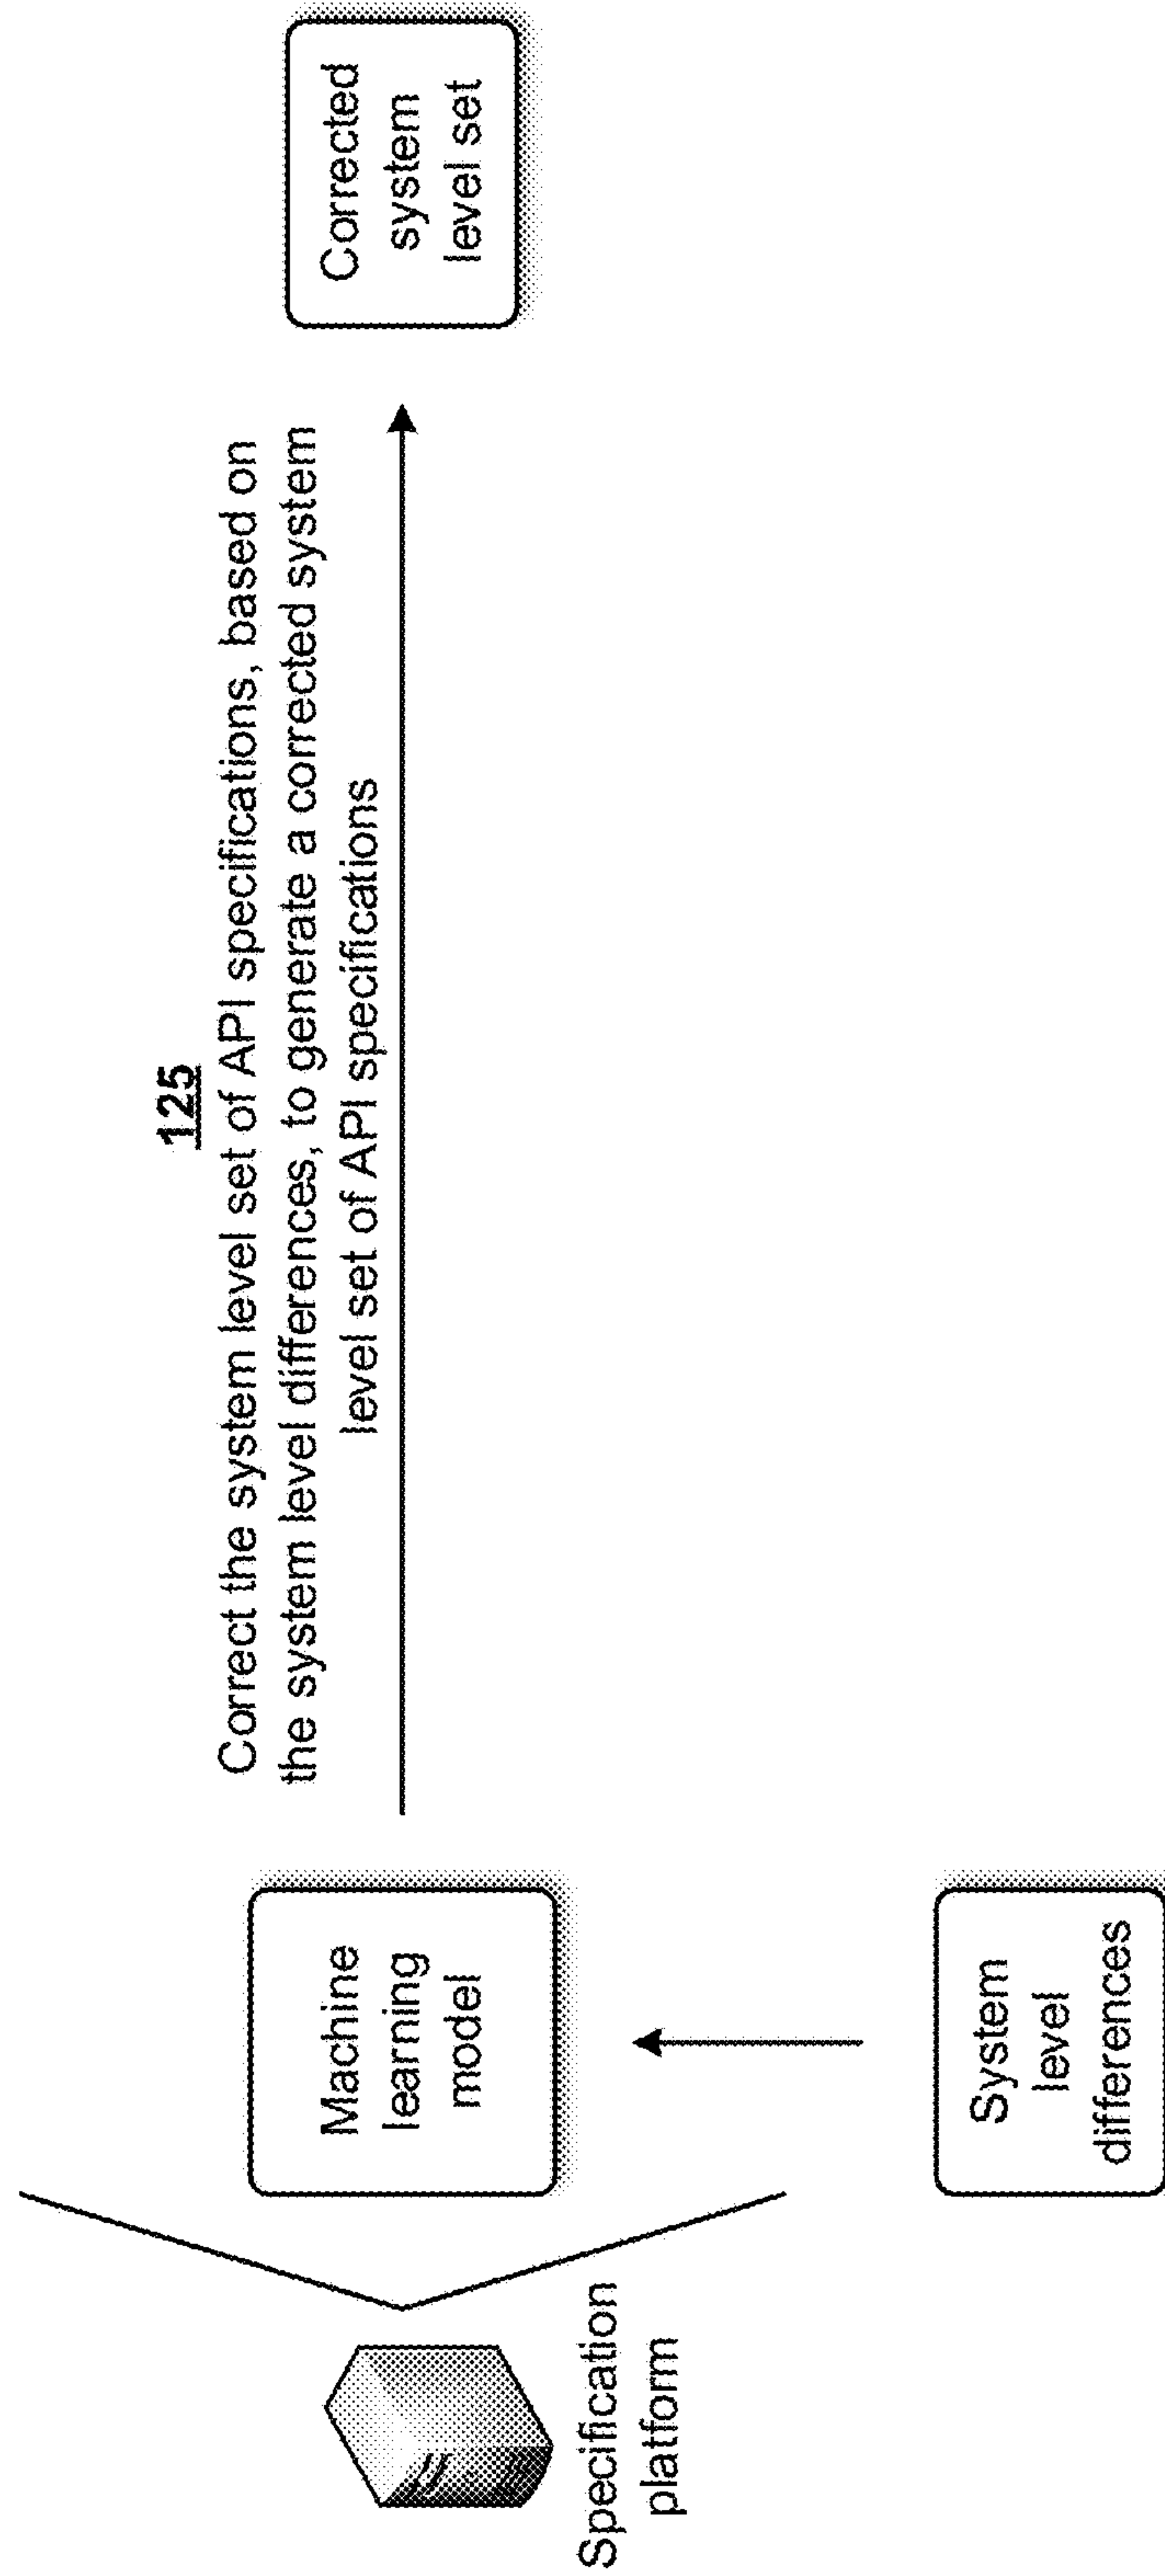 125
Correct the system level set of API specifications, based on
the system level differences, to generate a corrected system
level set of API specifications
Specification
platform
Machine
learning
model
Corrected
system
level set
System
level
differences